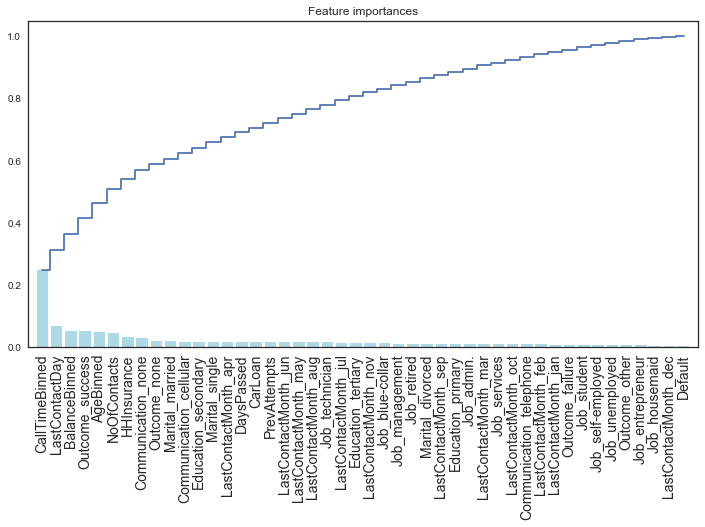 Feature importances
1.0
0.8
0.6
0.4
0.2
0.0
CallTimeBinned
LastContactDay
BalanceBinned
Outcome_success
AgeBinned
NoOfContacts
HHInsurance
Communication_none
Outcome_none
Marital_married
Communication_cellular
Education_secondary
Marital_single
LastContactMonth_apr
DaysPassed
CarLoan
PrevAttempts
LastContactMonth_jun
LastContactMonth_may
LastContactMonth_aug
Job_technician
LastContactMonth_jul
Education_tertiary
LastContactMonth_nov
Job_blue-collar
Job_management
Job_retired
Marital_divorced
LastContactMonth_sep
Education_primary
Job_admin.
LastContactMonth_mar
Job_services
LastContactMonth_oct
Communication_telephone
LastContactMonth_feb
LastContactMonth_jan
Outcome_failure
Job_student
Job_self-employed
Job_unemployed
Outcome_other
Job_entrepreneur
Job_housemaid
LastContactMonth_dec
Default